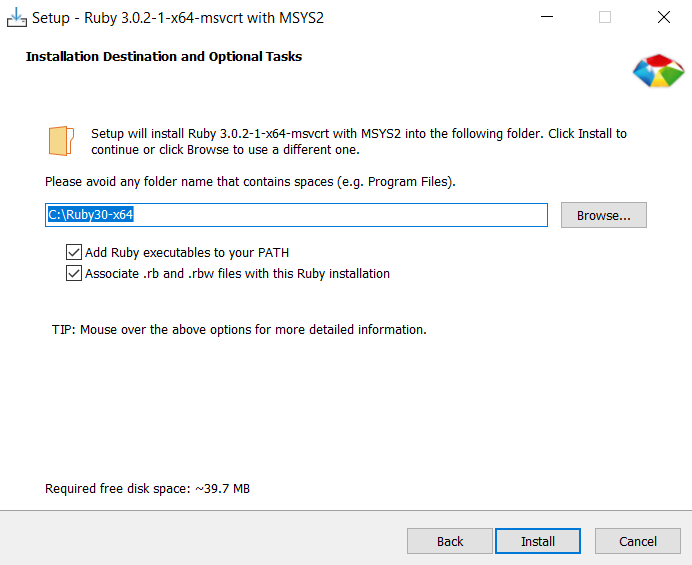 Setup - Ruby 3.0.2-1-x64-msvcrt with MSYS2
Installation Destination and Optional Tasks
Setup will install Ruby 3.0.2-1-x64-msvcrt with MSYS2 into the following folder. Click Install to
continue or click Browse to use a different one.
Please avoid any folder name that contains spaces (e.g. Program Files).
C:\Ruby30-x64
Browse...
Add Ruby executables to your PATH
Associate .rb and .rbw files with this Ruby installation
TIP: Mouse over the above options for more detailed information.
Required free disk space: ~39.7 MB
Back
Install
Cancel